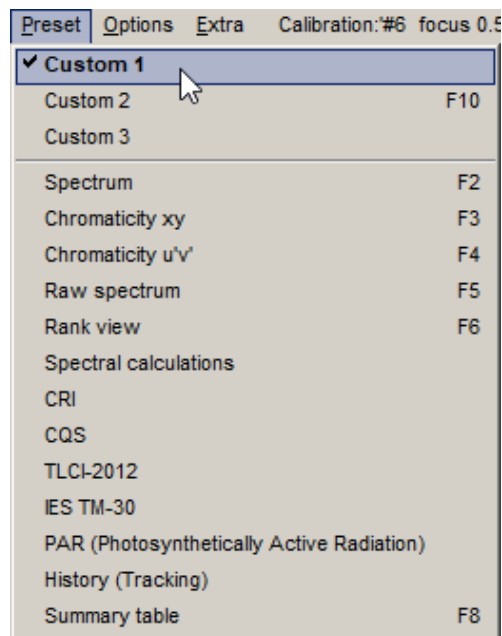 Preset Options Extra Calibration:'#6 focus 0.5
Custom 1
Custom 2 F10
Custom 3
Spectrum F2
Chromaticity xy F3
Chromaticity u'v' F4
Raw spectrum F5
Rank view F6
Spectral calculations
CRI
CQS
TLCI-2012
IES TM-30
PAR (Photosynthetically Active Radiation)
History (Tracking)
Summary table F8